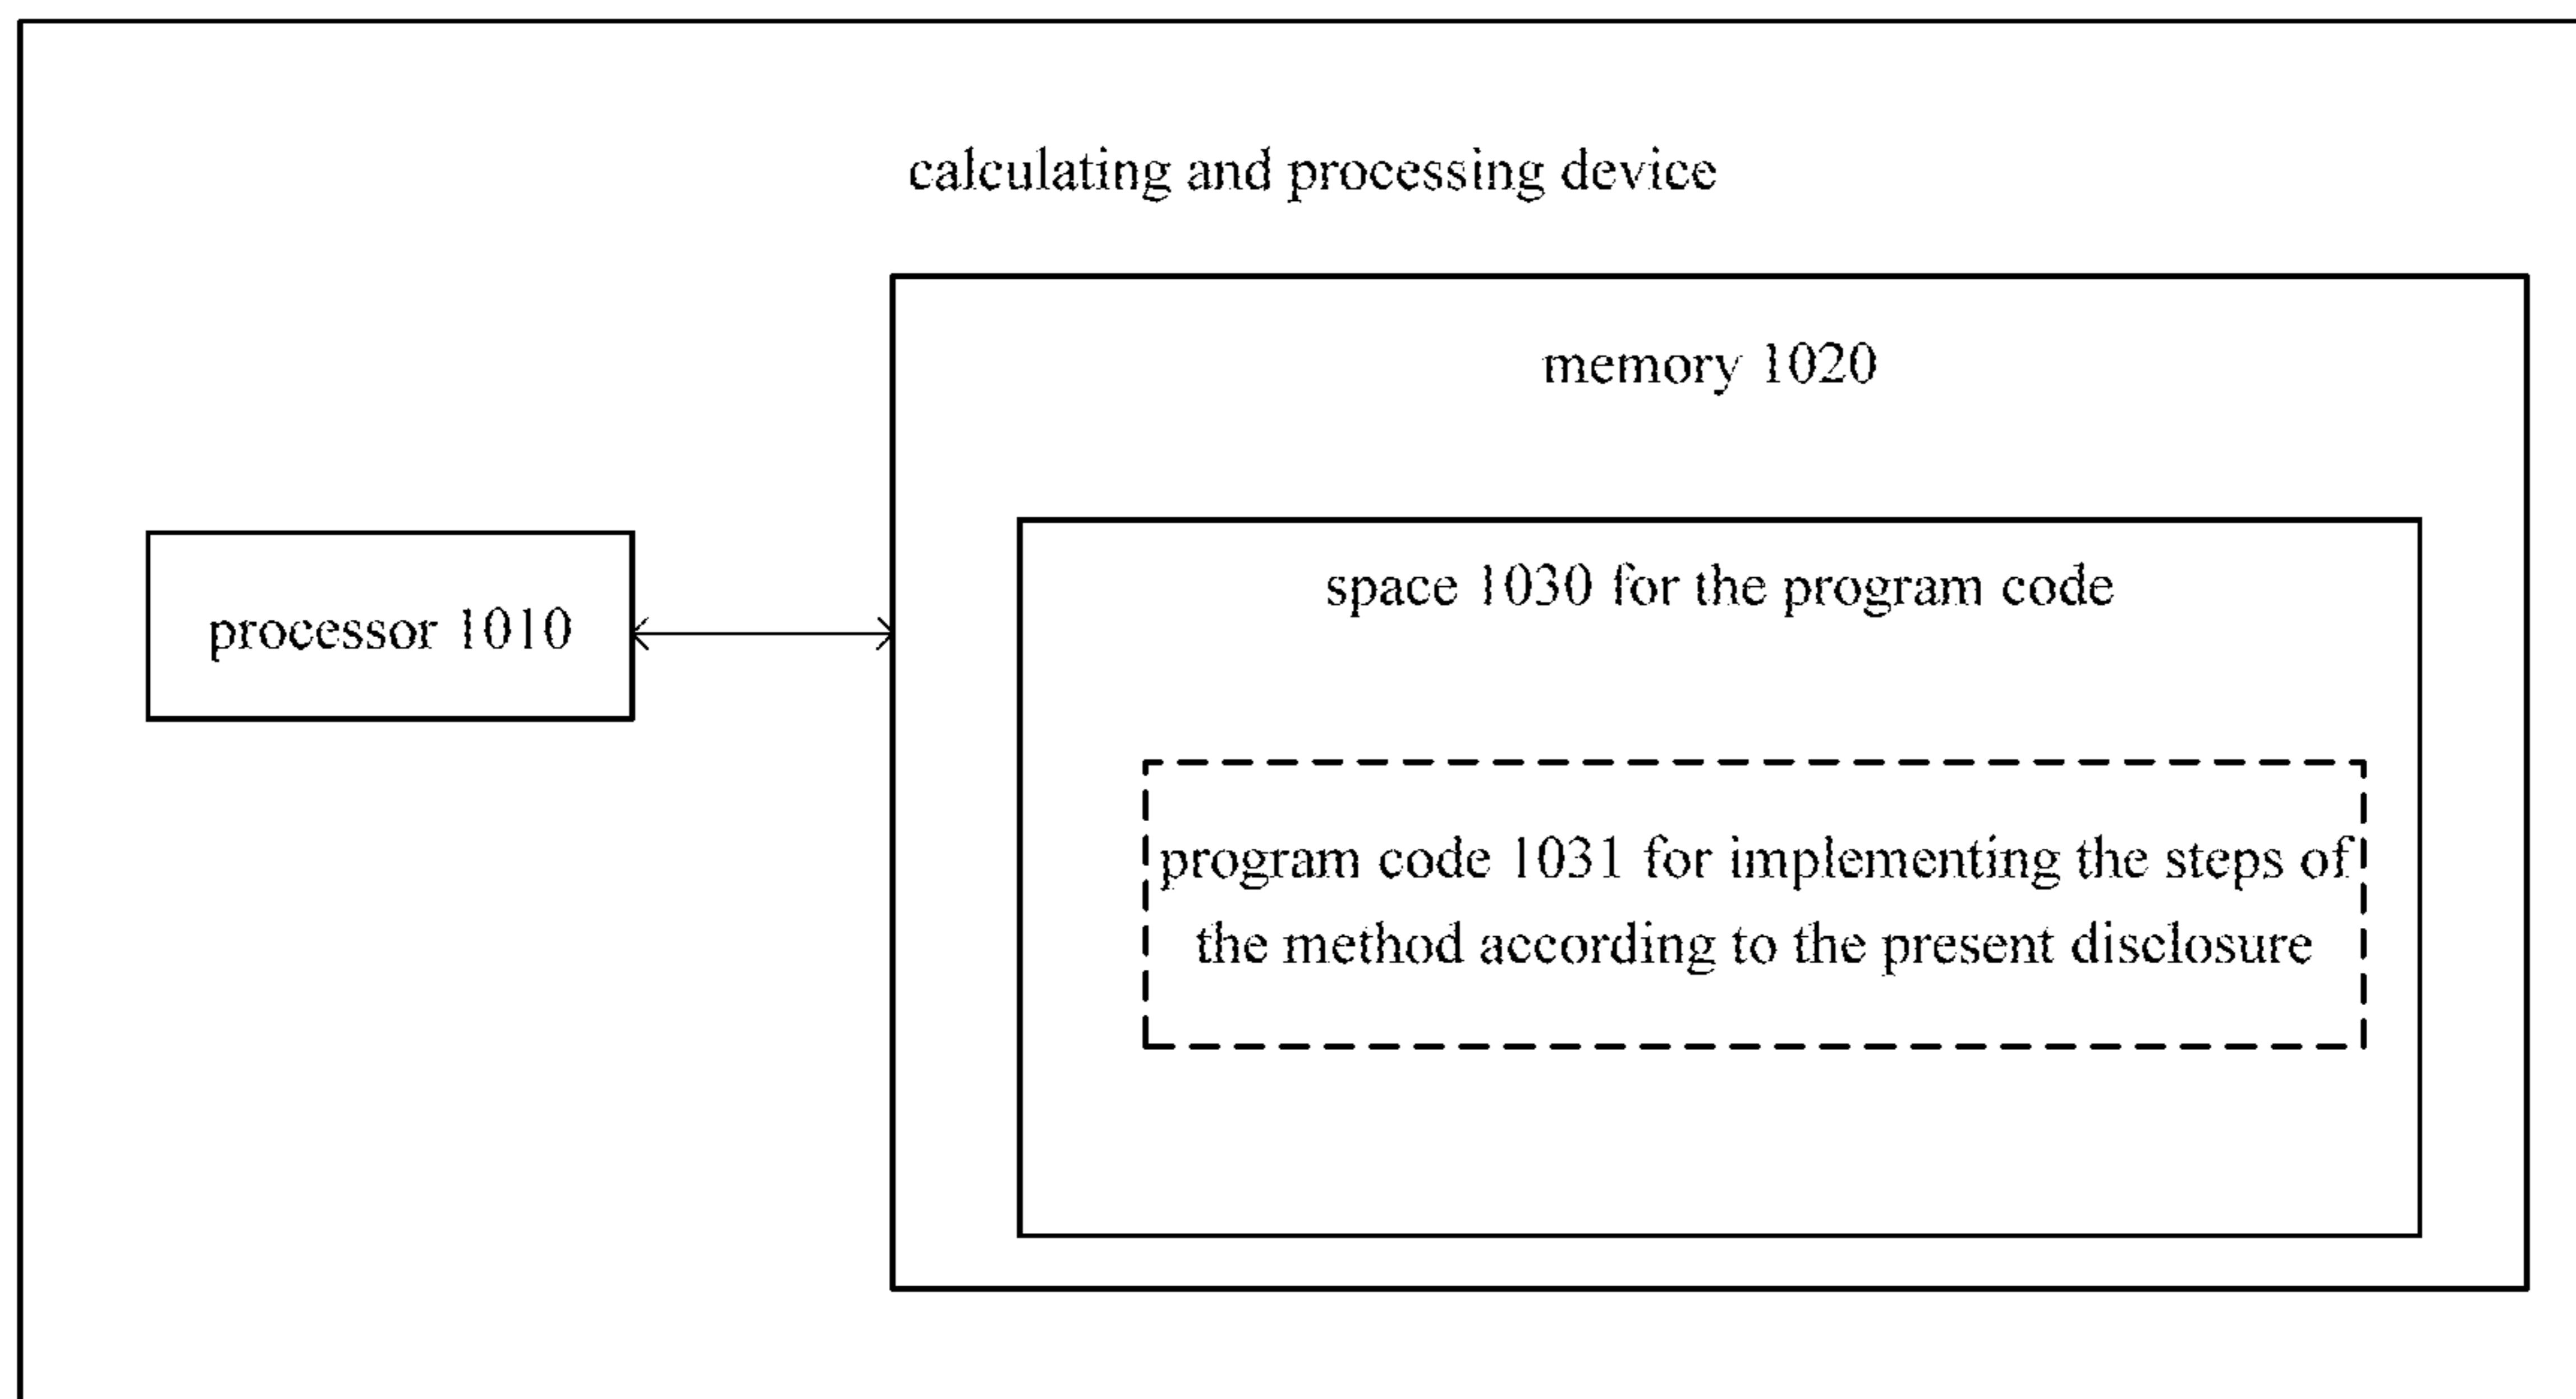 calculating and processing device
memory 1020
space 1030 for the program code
processor 1010
program code 1031 for implementing the steps of
the method according to the present disclosure